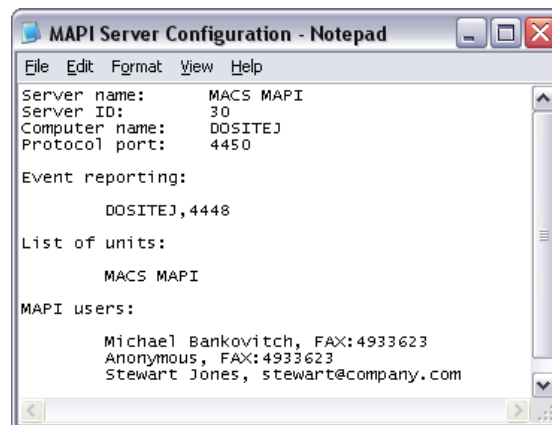 MAPI Server Configuration - Notepad
File Edit Format View Help
Server name: MACS MAPI
Server ID: 30
Computer name: DOSITEJ
Protocol port: 4450
Event reporting:
DOSITEJ,4448
List of units:
MACS MAPI
MAPI users:
Michael Bankovitch, FAX:4933623
Anonymous, FAX:4933623
Stewart Jones, stewart@company.com